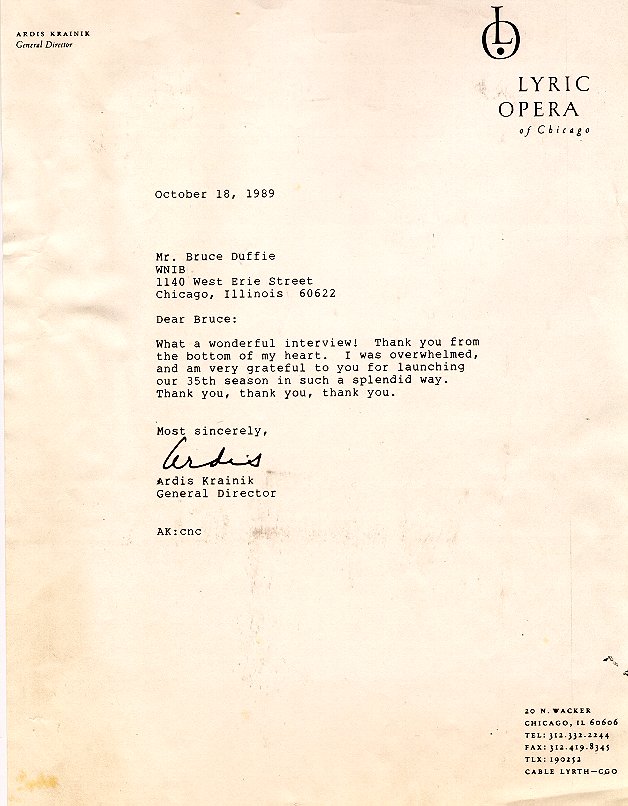 ARDIS KRAINIK
General Director
LYRIC
OPERA
of Chicago
October 18, 1989
Mr. Bruce Duffie
WNIB
1140 West Erie Street
Chicago, Illinois  60622
Dear Bruce:
What a wonderful interview!  Thank you from
the bottom of my heart.  I was overwhelmed,
and am very grateful to you for launching
our 35th season in such a splendid way.
Thank you, thank you, thank you.
Most sincerely,
Ardis
Ardis Krainik
General Director
AK:cnc
20 N. WACKER
CHICAGO, IL 60606
TEL: 312.332.2244
FAX: 312.419.8345
TLX: 190252
CABLE LYRTH—CGO